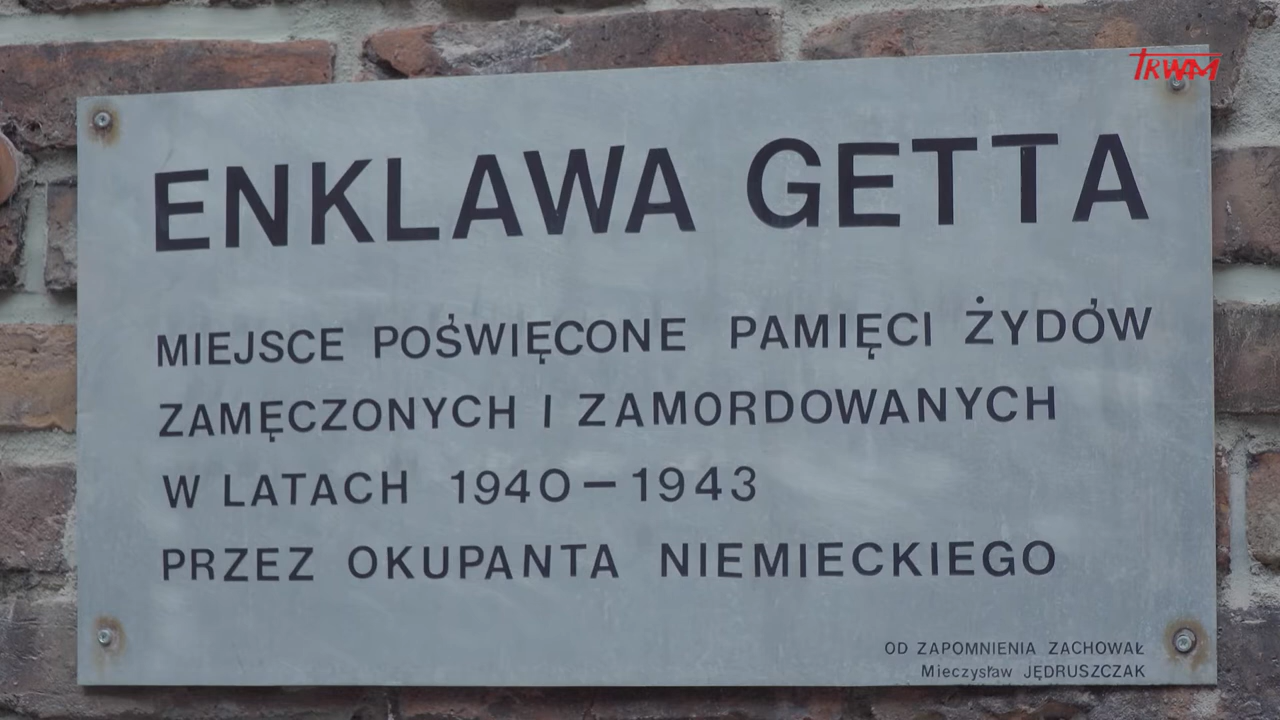 TRWAM
ENKLAWA GETTA
MIEJSCE POŚWIĘCONE PAMIĘCI ŻYDÓW
ZAMĘCZONYCH I ZAMORDOWANYCH
W LATACH 1940 – 1943
PRZEZ OKUPANTA NIEMIECKIEGO
OD ZAPOMNIENIA ZACHOWAŁ
Mieczysław JĘDRUSZCZAK